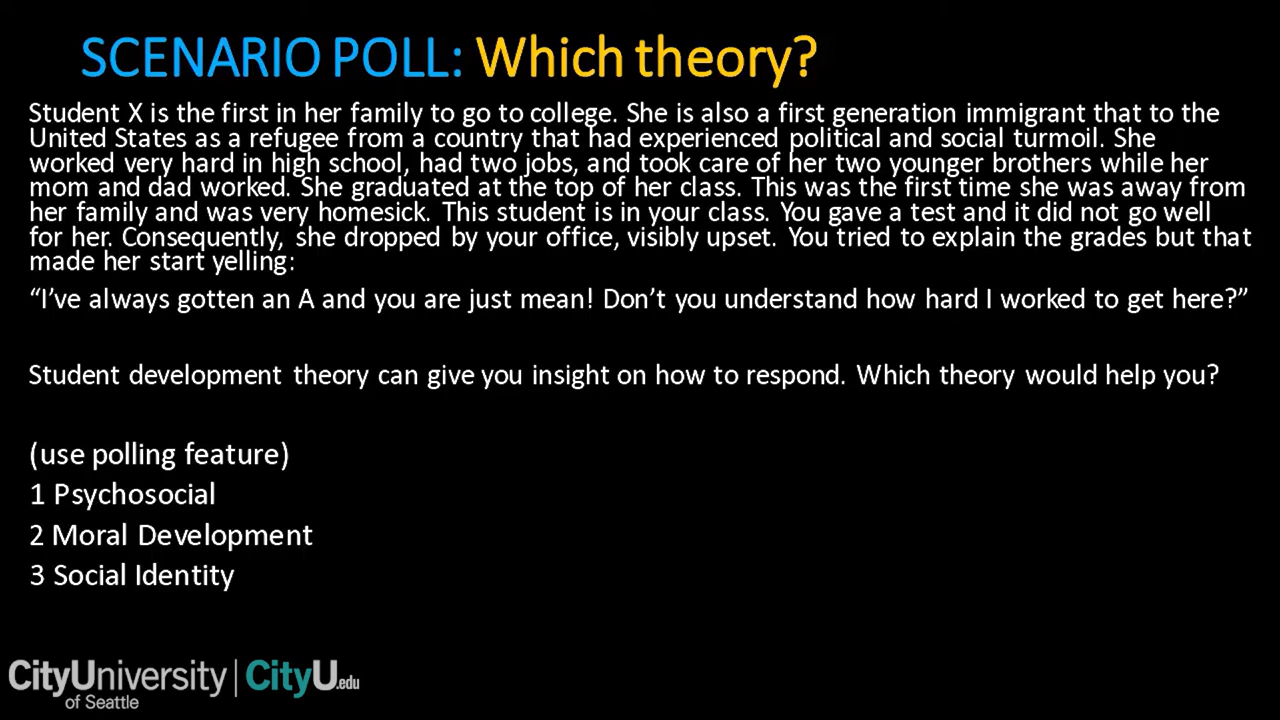 SCENARIO POLL: Which theory?
Student X is the first in her family to go to college. She is also a first generation immigrant that to the
United States as a refugee from a country that had experienced political and social turmoil. She
worked very hard in high school, had two jobs, and took care of her two younger brothers while her
mom and dad worked. She graduated at the top of her class. This was the first time she was away from
her family and was very homesick. This student is in your class. You gave a test and it did not go well
for her. Consequently, she dropped by your office, visibly upset. You tried to explain the grades but that
made her start yelling:
“I’ve always gotten an A and you are just mean! Don’t you understand how hard I worked to get here?”
Student development theory can give you insight on how to respond. Which theory would help you?
(use polling feature)
1 Psychosocial
2 Moral Development
3 Social Identity
CityUniversity | CityU.edu
of Seattle